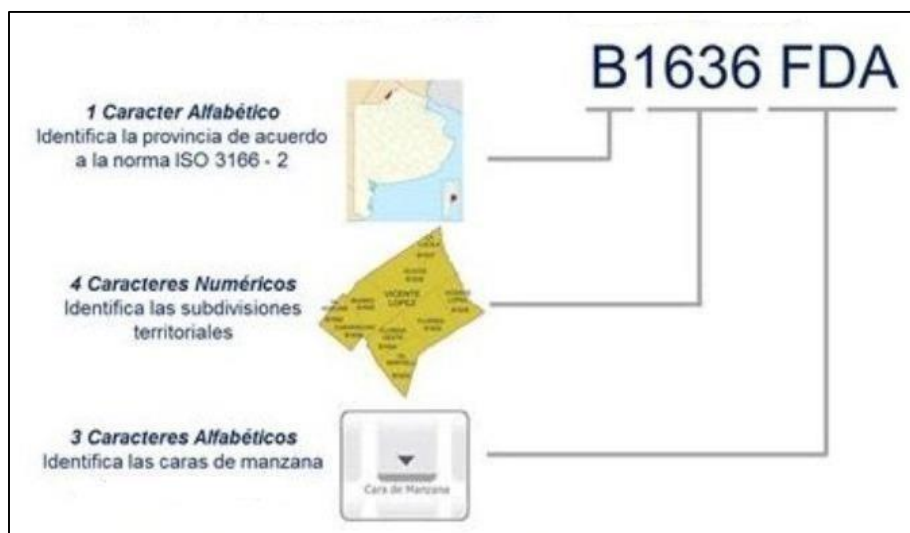 B1636 FDA
1 Caracter Alfabético
Identifica la provincia de acuerdo
a la norma ISO 3166 - 2
4 Caracteres Numéricos
Identifica las subdivisiones
territoriales
VICENTE
LOPEZ
3 Caracteres Alfabéticos
Identifica las caras de manzana
Cara de Manzana